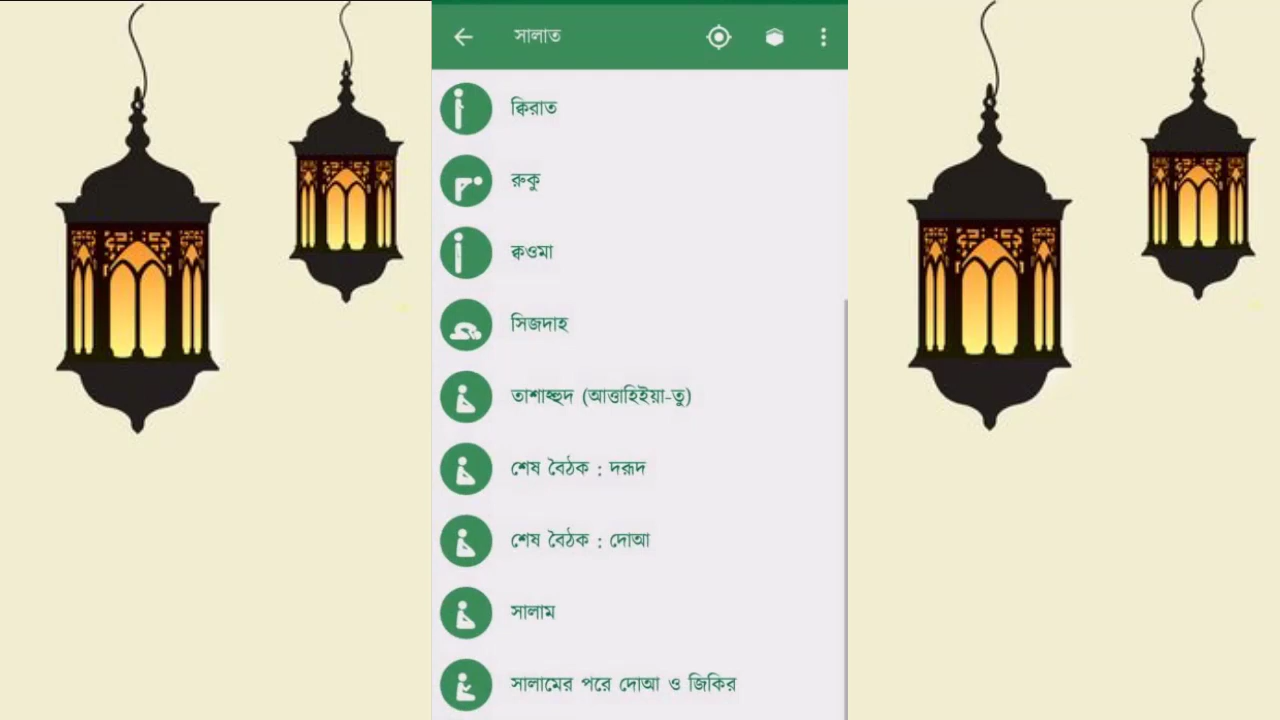 সালাত
ক্বিরাত
রুকু
ক্বওমা
সিজদাহ
তাশাহ্হুদ (আত্তাহিইয়া-তু)
শেষ বৈঠক : দরূদ
শেষ বৈঠক : দোআ
সালাম
সালামের পরে দোআ ও জিকির